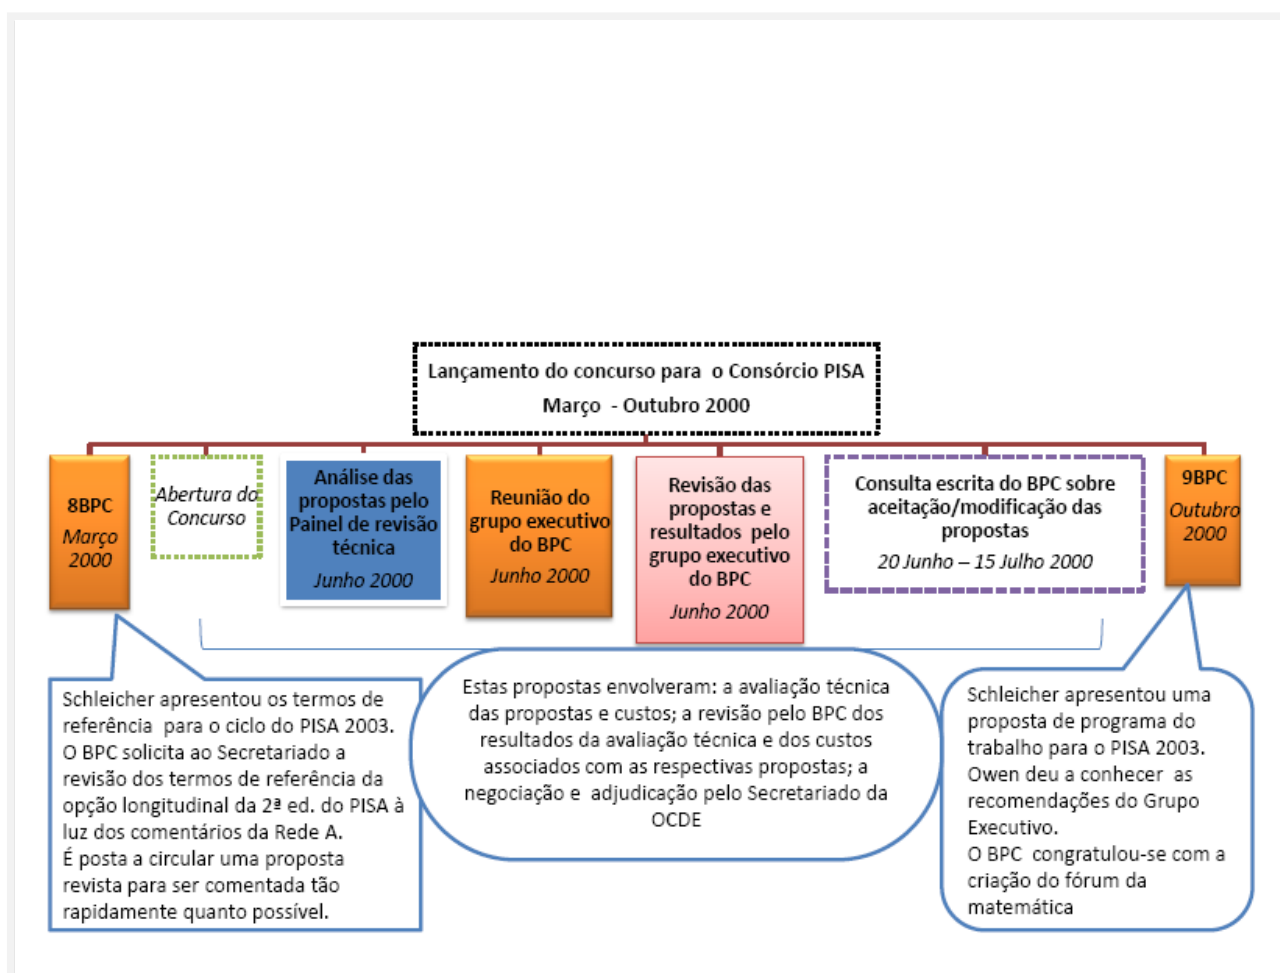 Lançamento do concurso para o Consórcio PISA
Março - Outubro 2000
8BPC
Março
2000
Abertura do
Concurso
Análise das
propostas pelo
Painel de revisão
técnica
Junho 2000
Reunião do
grupo executivo
do BPC
Junho 2000
Revisão das
propostas e
resultados pelo
grupo executivo
do BPC
Junho 2000
Consulta escrita do BPC sobre
aceitação/modificação das
propostas
20 Junho – 15 Julho 2000
9BPC
Outubro
2000
Schleicher apresentou os termos de
referência para o ciclo do PISA 2003.
O BPC solicita ao Secretariado a
revisão dos termos de referência da
opção longitudinal da 2ª ed. do PISA à
luz dos comentários da Rede A.
É posta a circular uma proposta
revista para ser comentada tão
rapidamente quanto possível.
Estas propostas envolveram: a avaliação técnica
das propostas e custos; a revisão pelo BPC dos
resultados da avaliação técnica e dos custos
associados com as respectivas propostas; a
negociação e adjudicação pelo Secretariado da
OCDE
Schleicher apresentou uma
proposta de programa do
trabalho para o PISA 2003.
Owen deu a conhecer as
recomendações do Grupo
Executivo.
O BPC congratulou-se com a
criação do fórum da
matemática